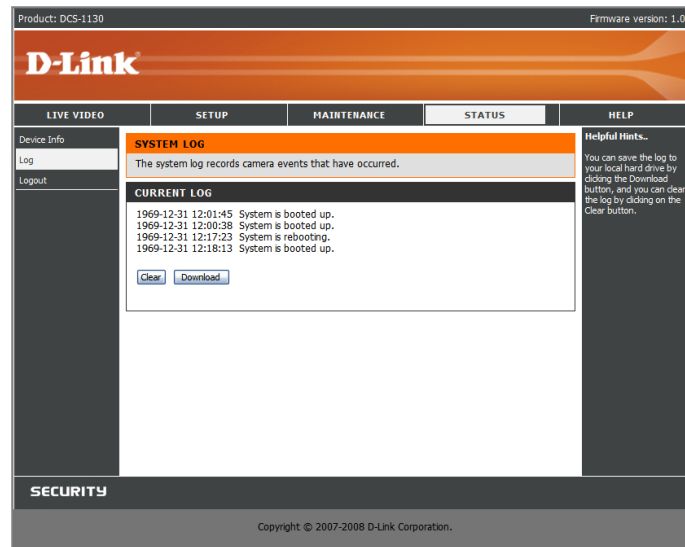 Product: DCS-1130
Firmware version: 1.0
D-Link
LIVE VIDEO
SETUP
MAINTENANCE
STATUS
HELP
Device Info
Log
Logout
SYSTEM LOG
The system log records camera events that have occurred.
CURRENT LOG
1969-12-31 12:01:45 System is booted up.
1969-12-31 12:00:38 System is booted up.
1969-12-31 12:17:23 System is rebooting.
1969-12-31 12:18:13 System is booted up.
Clear
Download
Helpful Hints..
You can save the log to
your local hard drive by
clicking the Download
button, and you can clear
the log by clicking on the
Clear button.
SECURITY
Copyright © 2007-2008 D-Link Corporation.